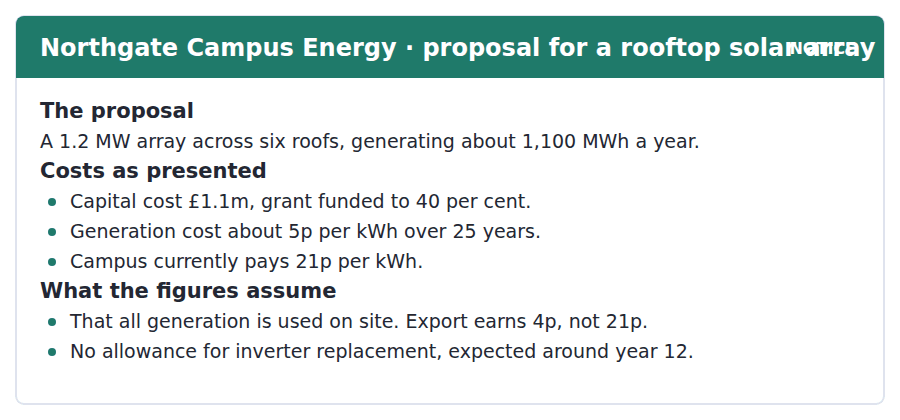 Northgate Campus Energy · proposal for a rooftop solar array
NOTICE
The proposal
A 1.2 MW array across six roofs, generating about 1,100 MWh a year.
Costs as presented
Capital cost £1.1m, grant funded to 40 per cent.
Generation cost about 5p per kWh over 25 years.
Campus currently pays 21p per kWh.
What the figures assume
That all generation is used on site. Export earns 4p, not 21p.
No allowance for inverter replacement, expected around year 12.